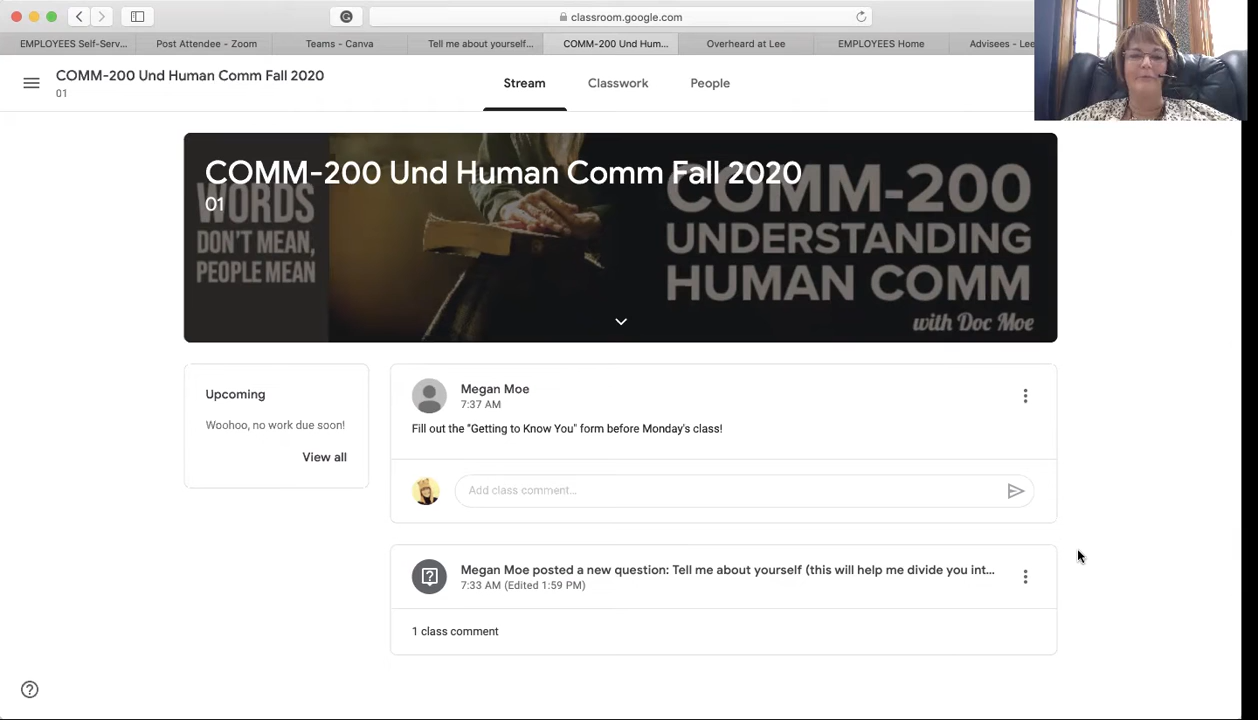 classroom.google.com
EMPLOYEES Self-Serv...
Post Attendee - Zoom
Teams - Canva
Tell me about yourself...
COMM-200 Und Hum...
Overheard at Lee
EMPLOYEES Home
Advisees - Lee
COMM-200 Und Human Comm Fall 2020
01
Stream
Classwork
People
COMM-200 Und Human Comm Fall 2020
01
WORDS
DON'T MEAN,
PEOPLE MEAN
COMM-200
UNDERSTANDING
HUMAN COMM
with Doc Moe
Upcoming
Woohoo, no work due soon!
View all
Megan Moe
7:37 AM
Fill out the "Getting to Know You" form before Monday's class!
Add class comment...
Megan Moe posted a new question: Tell me about yourself (this will help me divide you int...
7:33 AM (Edited 1:59 PM)
1 class comment